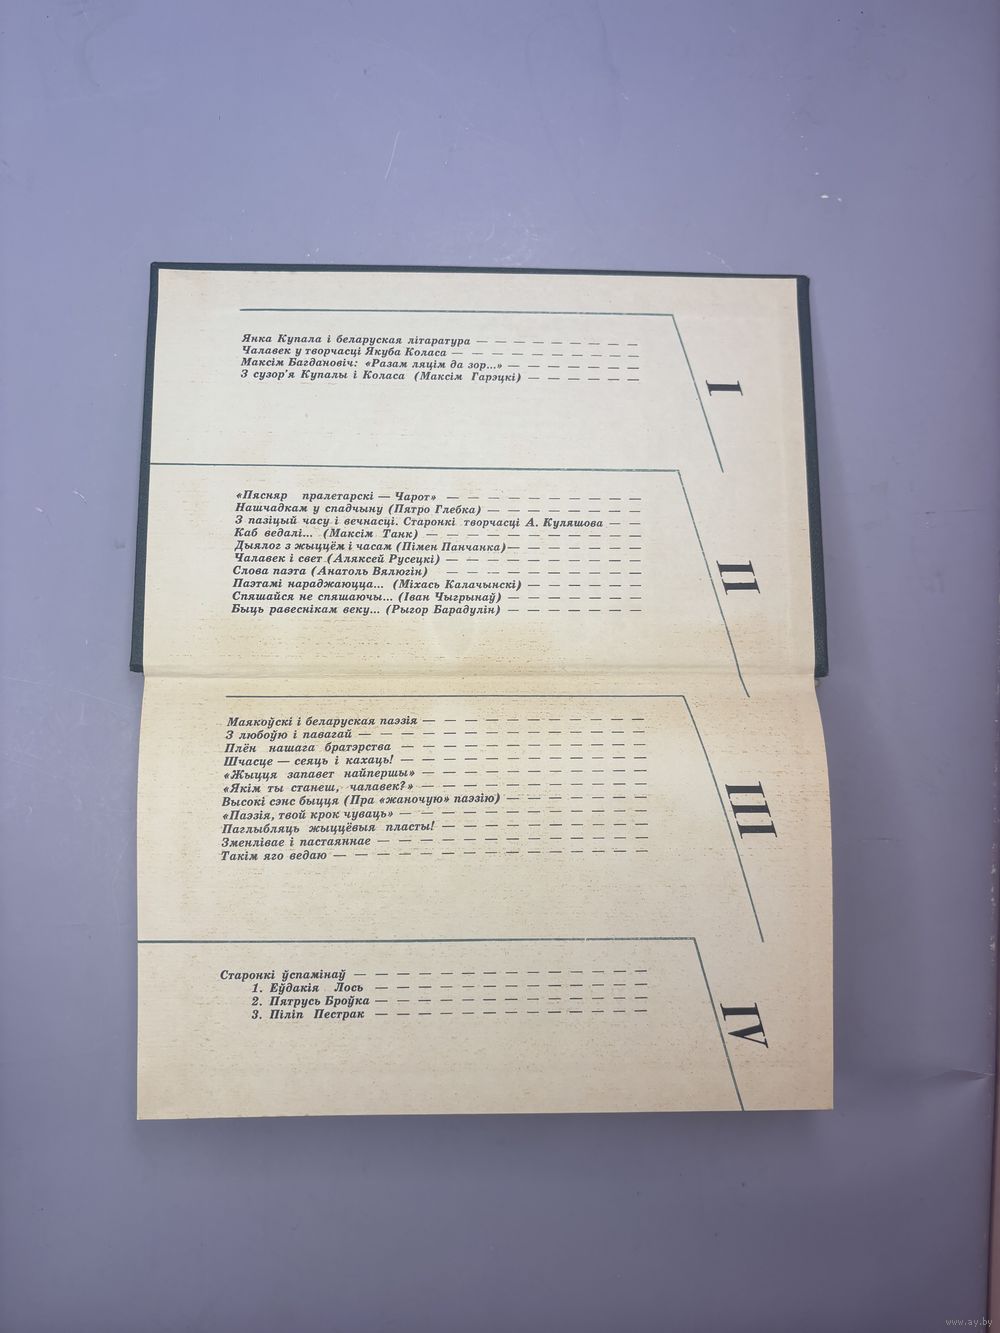 Янка Купала і беларуская літаратура — — — — — — — —
Чалавек у творчасці Якуба Коласа — — — — — — — — —
Максім Багдановіч: «Разам ляцім да зор...» — — — — — — —
З сузор'я Купалы і Коласа (Максім Гарэцкі) — — — — — —
I
«Пясняр пралетарскі — Чарот» — — — — — — — — — —
Нашчадкам у спадчыну (Пятро Глебка) — — — — — — — —
З пазіцый часу і вечнасці. Старонкі творчасці А. Куляшова — —
Каб ведалі... (Максім Танк) — — — — — — — — — — —
Дыялог з жыццём і часам (Пімен Панчанка) — — — — — — —
Чалавек і свет (Аляксей Русецкі) — — — — — — — — — —
Слова паэта (Анатоль Вялюгін) — — — — — — — — — —
Паэтамі нараджаюцца... (Міхась Калачынскі) — — — — — —
Спяшайся не спяшаючы... (Іван Чыгрынаў) — — — — — — —
Быць равеснікам веку... (Рыгор Барадулін) — — — — — — —
II
Маякоўскі і беларуская паэзія — — — — — — — — — — —
З любоўю і павагай — — — — — — — — — — — — — —
Плён нашага братэрства — — — — — — — — — — — —
Шчасце — сеяць і кахаць! — — — — — — — — — — — —
«Жыцця запавет найпершы» — — — — — — — — — — —
«Якім ты станеш, чалавек?» — — — — — — — — — — —
Высокі сэнс быцця (Пра «жаночую» паэзію) — — — — — — —
«Паэзія, твой крок чуваць» — — — — — — — — — — — —
Паглыбляць жыццёвыя пласты! — — — — — — — — — —
Зменлівае і пастаяннае — — — — — — — — — — — — —
Такім яго ведаю — — — — — — — — — — — — — — —
III
Старонкі ўспамінаў — — — — — — — — — — — — — —
1. Еўдакія Лось — — — — — — — — — — — — —
2. Пятрусь Броўка — — — — — — — — — — — — —
3. Піліп Пестрак — — — — — — — — — — — — —
IV
www.ay.by